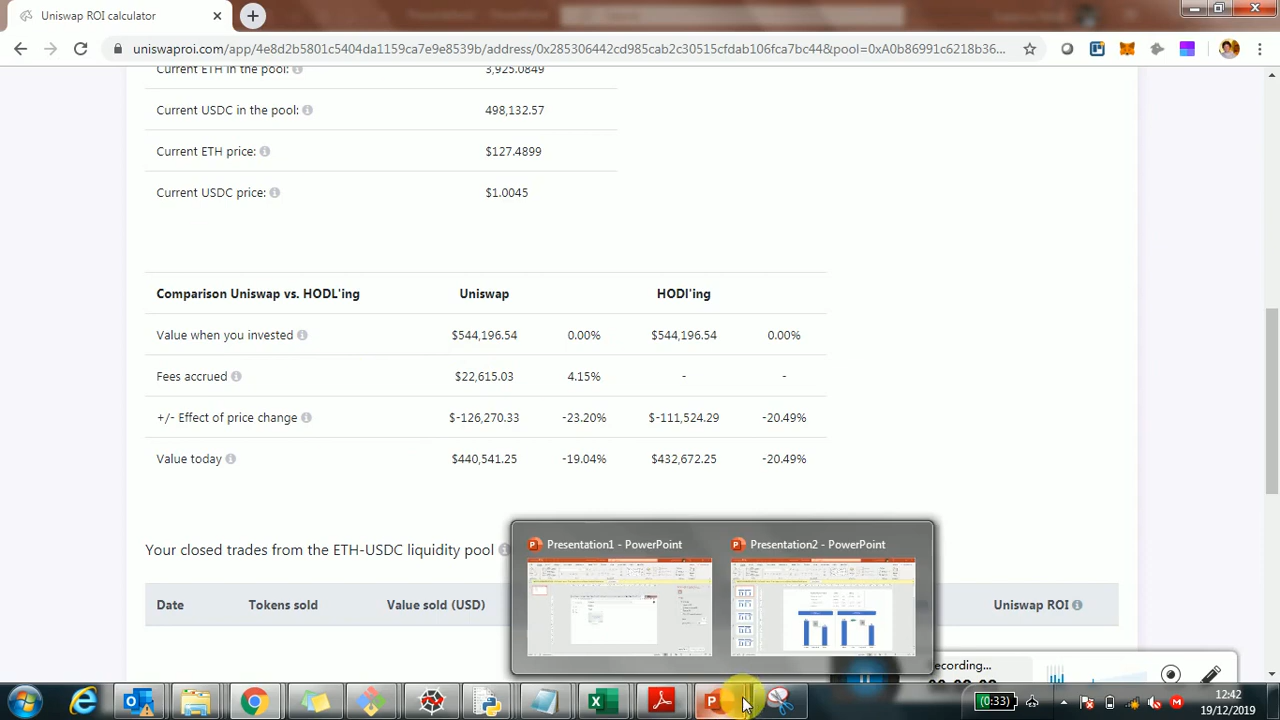 Uniswap ROI calculator
uniswaproi.com/app/4e8d2b5801c5404da1159ca7e9e8539b/address/0x285306442cd985cab2c30515cfdab106fca7bc44&pool=0xA0b86991c6218b36...
Current ETH in the pool: 3,925.0849
Current USDC in the pool: 498,132.57
Current ETH price: $127.4899
Current USDC price: $1.0045
Comparison Uniswap vs. HODL'ing Uniswap HODl'ing
Value when you invested $544,196.54 0.00% $544,196.54 0.00%
Fees accrued $22,615.03 4.15% - -
+/- Effect of price change $-126,270.33 -23.20% $-111,524.29 -20.49%
Value today $440,541.25 -19.04% $432,672.25 -20.49%
Your closed trades from the ETH-USDC liquidity pool
Presentation1 - PowerPoint Presentation2 - PowerPoint
Date Tokens sold Value sold (USD) Uniswap ROI
ecording...
(0:33)
12:42
19/12/2019